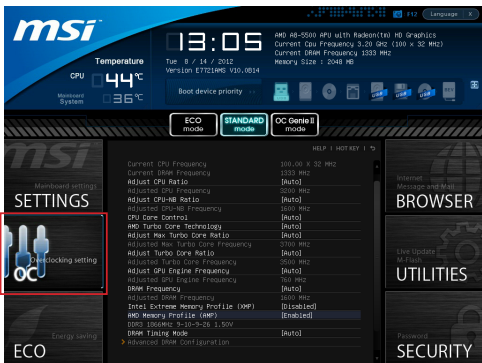 msi
Temperature
CPU 44°C
Mainboard System 36°C
13:05
Tue 8 / 14 / 2012
Version E7721AMS V10.0B14
AMD A8-5500 APU with Radeon(tm) HD Graphics
Current Cpu Frequency 3.20 GHz (100 x 32 MHz)
Current DRAM Frequency 1333 MHz
Memory Size : 2048 MB
F12
Language X
Boot device priority
USB USB USB
ECO mode
STANDARD mode
OC Genie II mode
HELP | HOT KEY |
msi
Mainboard settings
SETTINGS
Overclocking setting
OC
Energy saving
ECO
Current CPU Frequency 100.00 X 32 MHz
Current DRAM Frequency 1333 MHz
Adjust CPU Ratio [Auto]
Adjusted CPU Frequency 3200 MHz
Adjust CPU-NB Ratio [Auto]
Adjusted CPU-NB Frequency 1600 MHz
CPU Core Control [Auto]
AMD Turbo Core Technology [Auto]
Adjust Max Turbo Core Ratio [Auto]
Adjusted Max Turbo Core Frequency 3700 MHz
Adjust Turbo Core Ratio [Auto]
Adjusted Turbo Core Frequency 3500 MHz
Adjust GPU Engine Frequency [Auto]
Adjusted GPU Engine Frequency 760 MHz
DRAM Frequency [Auto]
Adjusted DRAM Frequency 1600 MHz
Intel Extreme Memory Profile (XMP) [Disabled]
AMD Memory Profile (AMP) [Enabled]
DDR3 1866MHz 9-10-9-26 1.50V
DRAM Timing Mode [Auto]
> Advanced DRAM Configuration
Internet
Message and Mail
BROWSER
Live Update
M-Flash
UTILITIES
Password
SECURITY